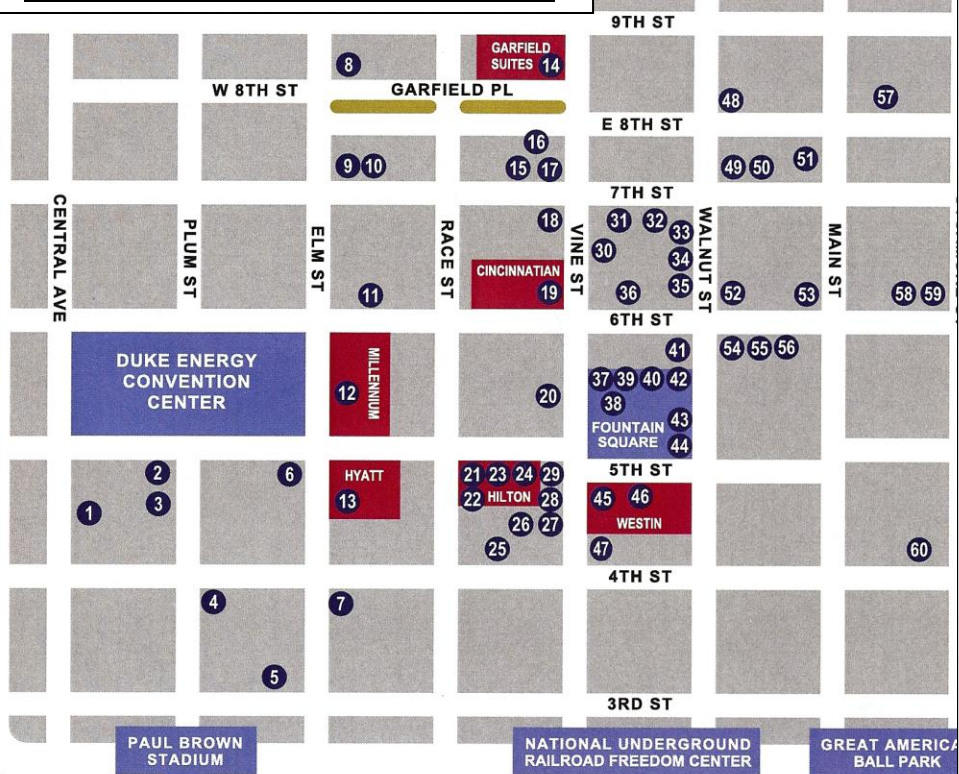 9TH ST
GARFIELD
SUITES 14
8
W 8TH ST
GARFIELD PL
48
57
E 8TH ST
16
9 10
15 17
49 50 51
7TH ST
CENTRAL AVE
PLUM ST
ELM ST
RACE ST
VINE ST
WALNUT ST
MAIN ST
18
31 32
33
30
34
CINCINNATIAN
19
35
11
36
52
53
58 59
6TH ST
41
54 55 56
DUKE ENERGY
CONVENTION
CENTER
MILLENNIUM
12
20
37 39 40 42
38
43
FOUNTAIN
SQUARE 44
5TH ST
2
1
3
6
HYATT
13
21 23 24 29
22 HILTON 28
26 27
25
45 46
WESTIN
47
60
4TH ST
4
7
5
3RD ST
PAUL BROWN
STADIUM
NATIONAL UNDERGROUND
RAILROAD FREEDOM CENTER
GREAT AMERICA
BALL PARK